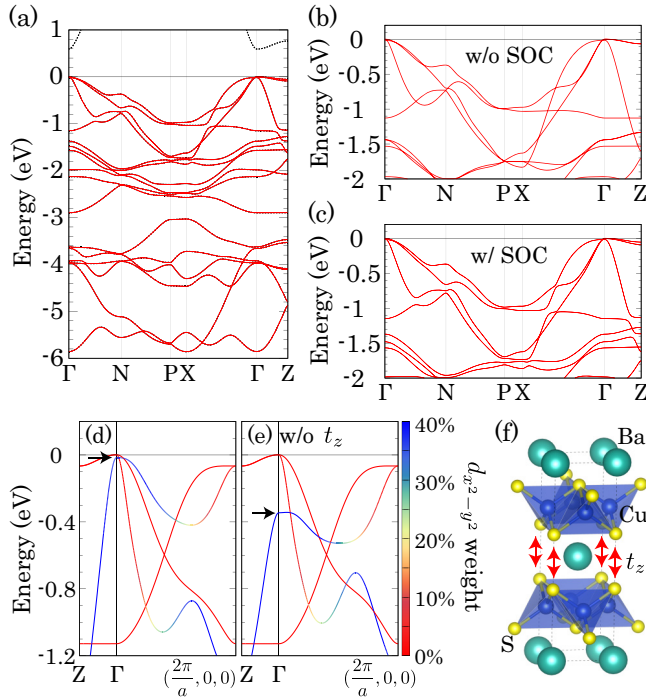 (a)
Energy (eV)
1
0
-1
-2
-3
-4
-5
-6
Γ N P X Γ Z
(b)
Energy (eV)
0
-0.5
-1
-1.5
-2
w/o SOC
Γ N P X Γ Z
(c)
Energy (eV)
0
-0.5
-1
-1.5
-2
w/ SOC
Γ N P X Γ Z
(d)
Energy (eV)
0
-0.4
-0.8
-1.2
Z Γ (2π/a, 0, 0)
(e) w/o t_z
Z Γ (2π/a, 0, 0)
40%
30%
20%
10%
0%
d_{x²−y²} weight
(f)
Ba
Cu
t_z
S